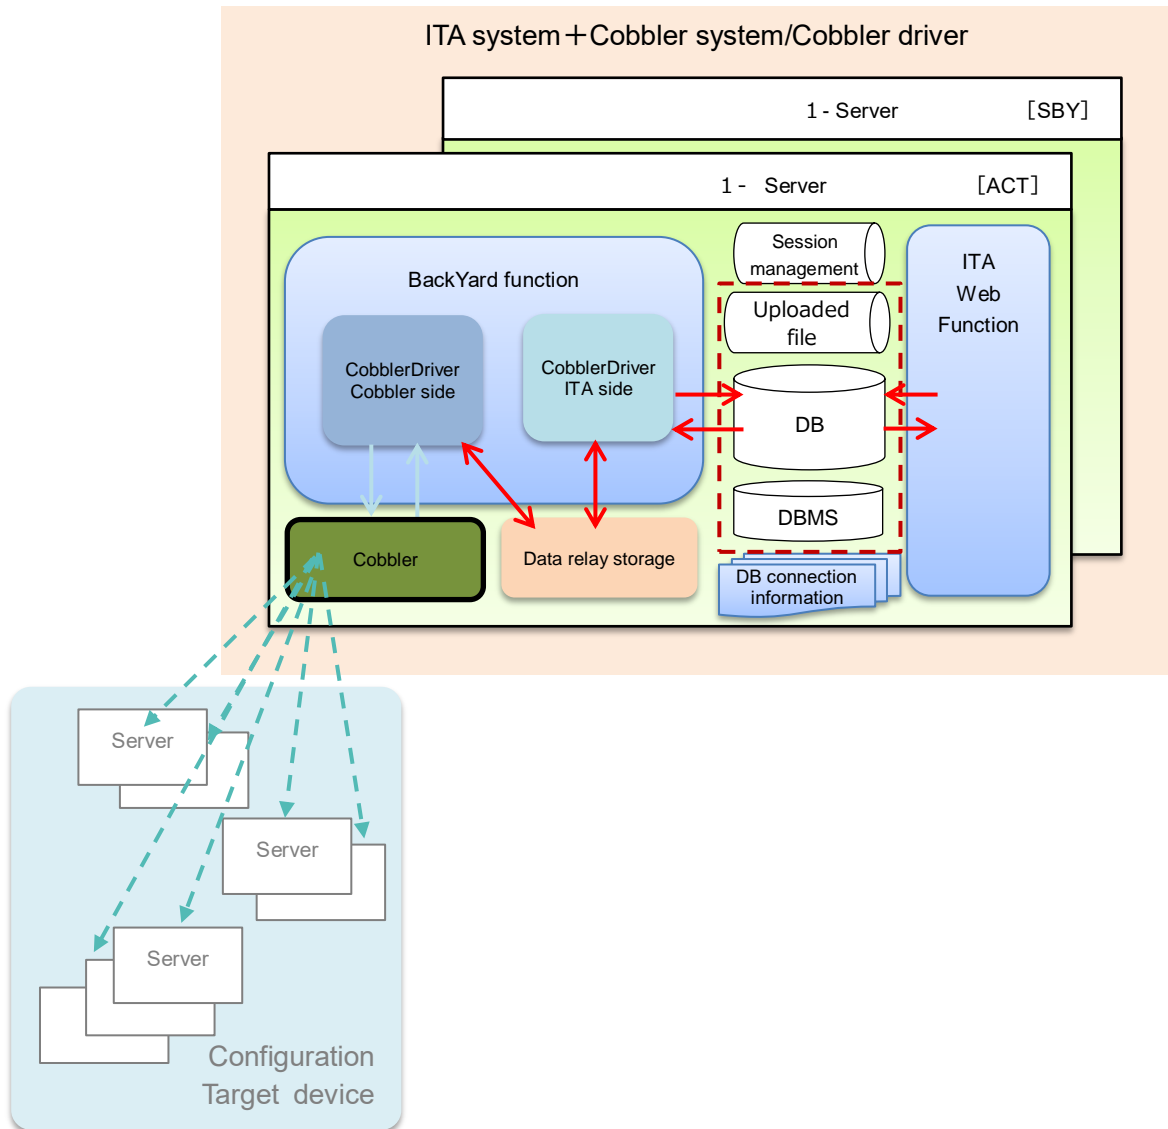 ITA system＋Cobbler system/Cobbler driver
1 - Server [SBY]
1 - Server [ACT]
BackYard function
CobblerDriver
Cobbler side
CobblerDriver
ITA side
Session
management
Uploaded
file
DB
DBMS
DB connection
information
ITA
Web
Function
Cobbler
Data relay storage
Server
Server
Server
Configuration
Target device